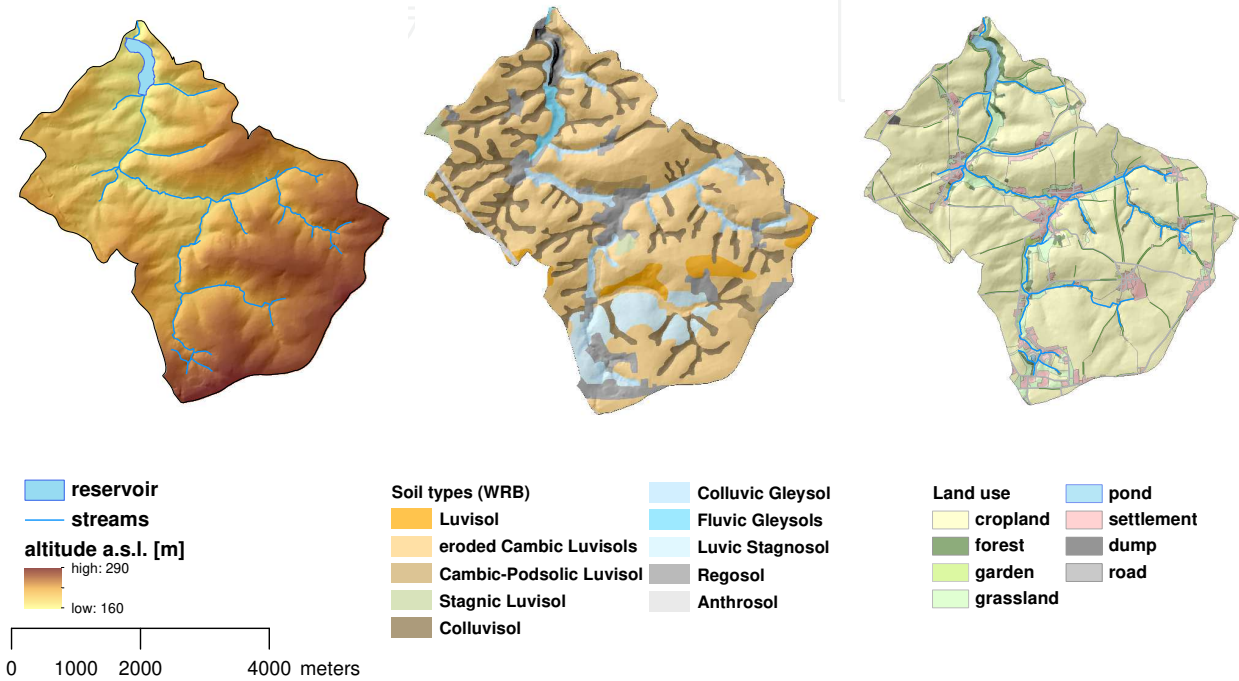 reservoir
streams
altitude a.s.l. [m]
high: 290
low: 160
0 1000 2000 4000 meters
Soil types (WRB)
Luvisol
eroded Cambic Luvisols
Cambic-Podsolic Luvisol
Stagnic Luvisol
Colluvisol
Colluvic Gleysol
Fluvic Gleysols
Luvic Stagnosol
Regosol
Anthrosol
Land use
cropland
forest
garden
grassland
pond
settlement
dump
road